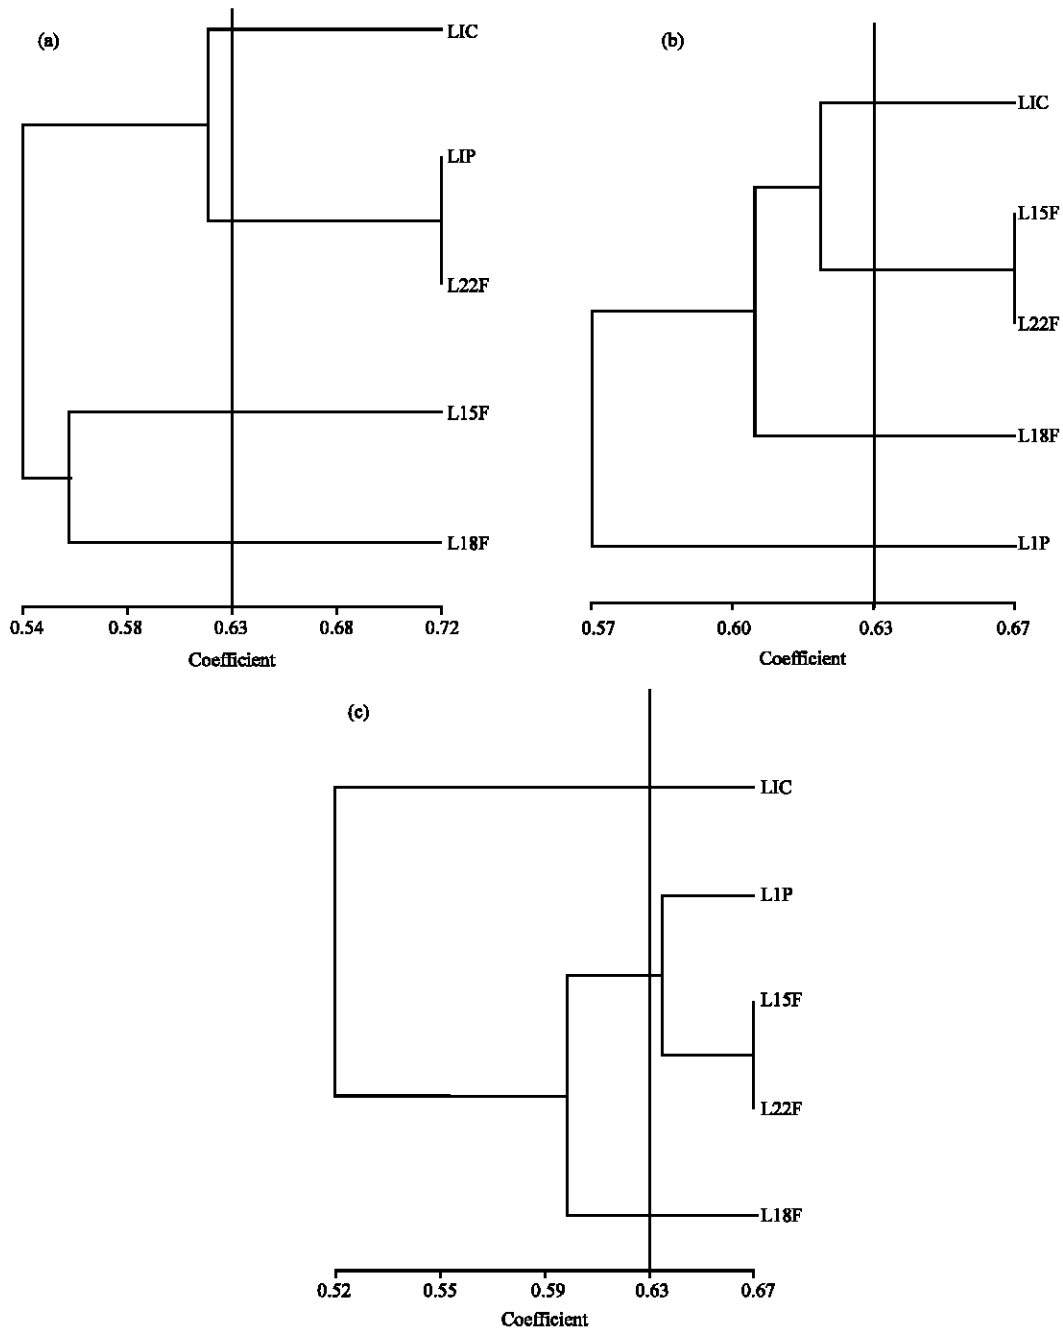 (a)
LIC
LIP
L22F
L15F
L18F
0.54 0.58 0.63 0.68 0.72
Coefficient
(b)
LIC
L15F
L22F
L18F
L1P
0.57 0.60 0.63 0.67
Coefficient
(c)
LIC
L1P
L15F
L22F
L18F
0.52 0.55 0.59 0.63 0.67
Coefficient